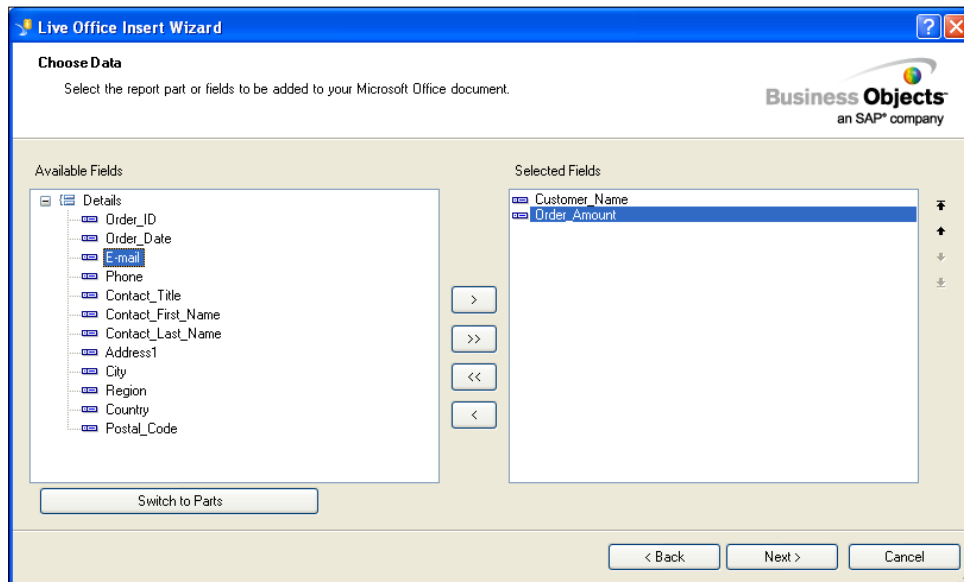 Live Office Insert Wizard
Choose Data
Select the report part or fields to be added to your Microsoft Office document.
Business Objects
an SAP® company
Available Fields
Selected Fields
Details
Order_ID
Order_Date
E-mail
Phone
Contact_Title
Contact_First_Name
Contact_Last_Name
Address1
City
Region
Country
Postal_Code
Customer_Name
Order_Amount
>
>>
<<
<
Switch to Parts
< Back
Next >
Cancel